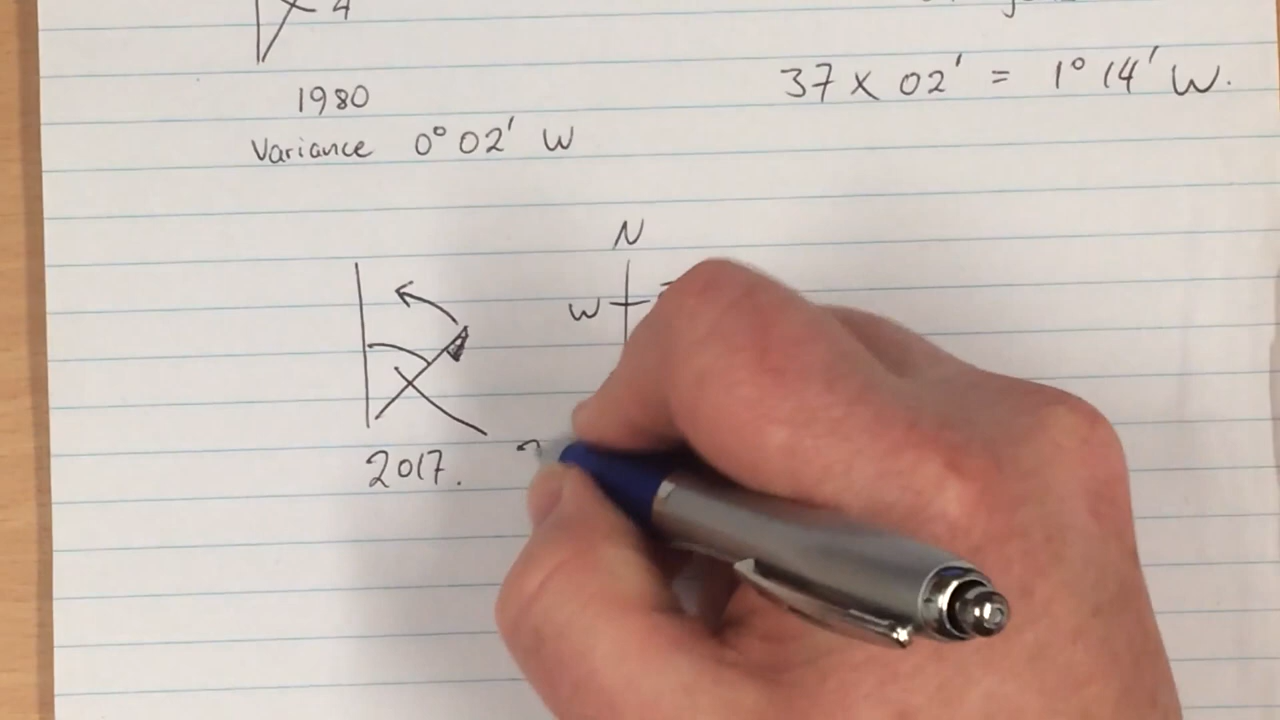 4
37 x 02' = 1° 14' W.
1980
Variance 0° 02' W
N
W
2017.